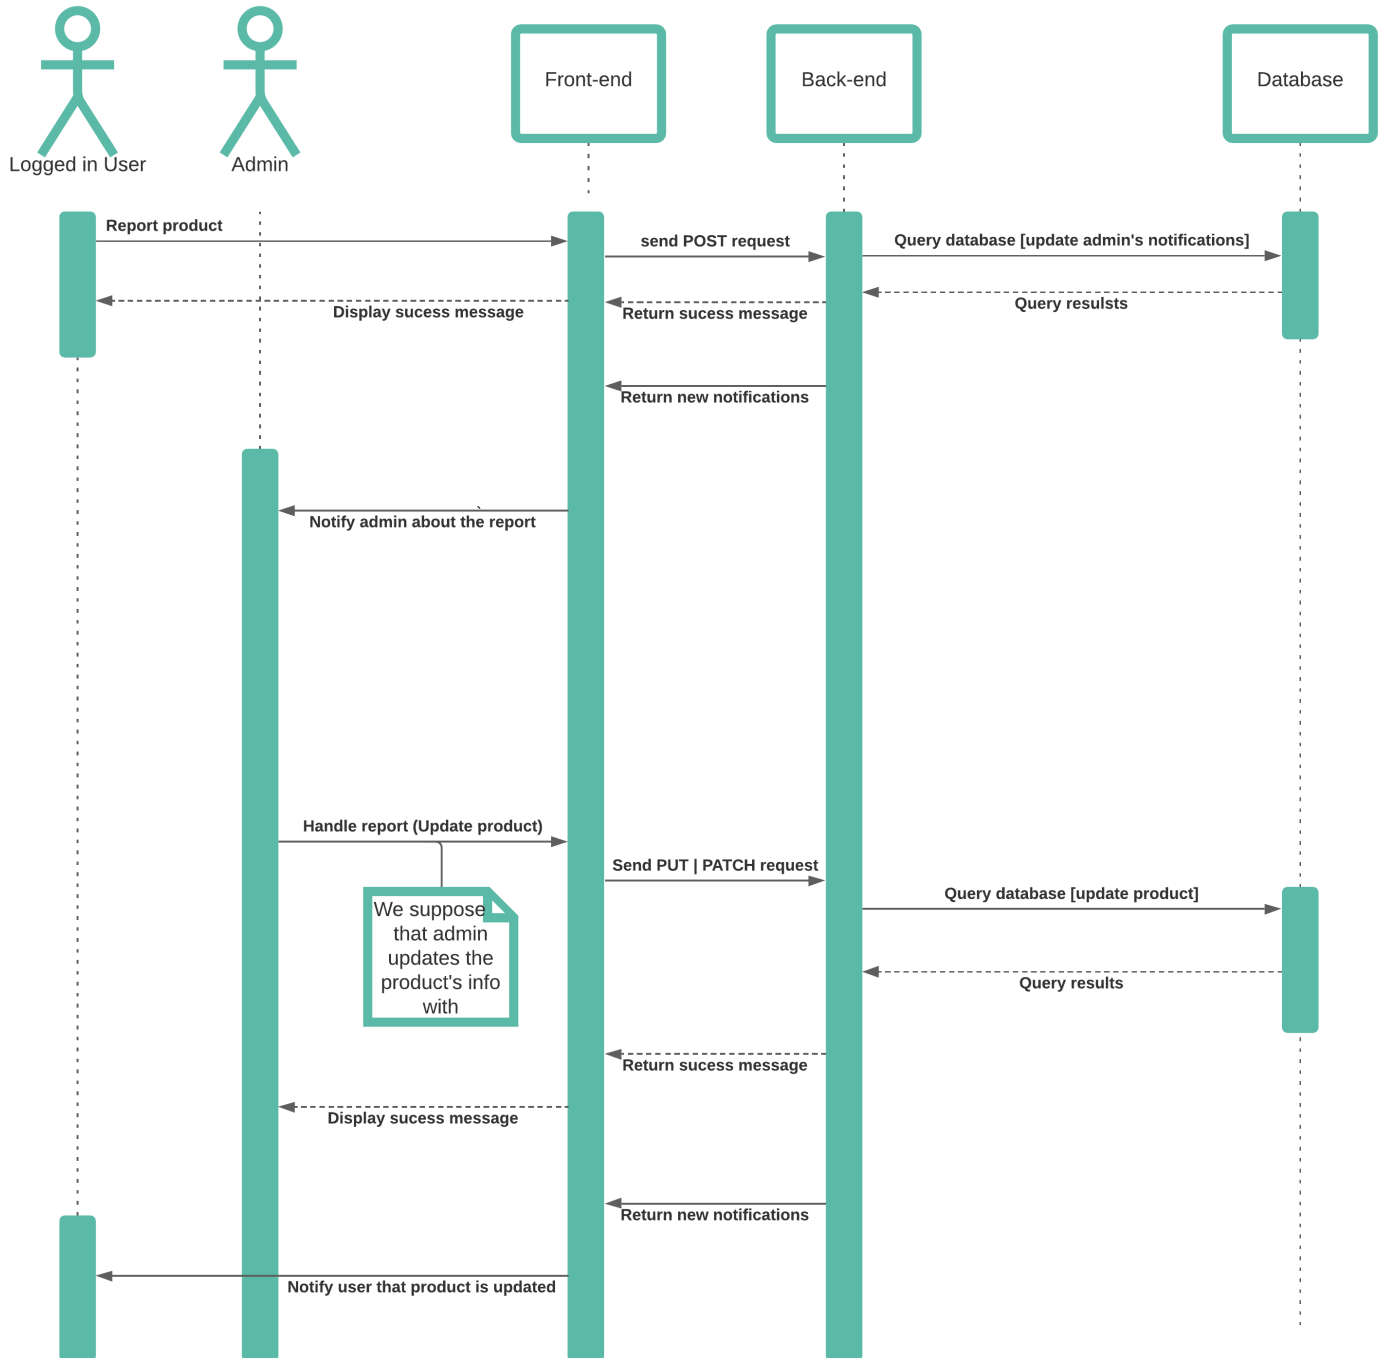 Logged in User
Admin
Front-end
Back-end
Database
Report product
send POST request
Query database [update admin's notifications]
Query resulsts
Display sucess message
Return sucess message
Return new notifications
`
Notify admin about the report
Handle report (Update product)
Send PUT | PATCH request
Query database [update product]
We suppose
that admin
updates the
product's info
with
Query results
Return sucess message
Display sucess message
Return new notifications
Notify user that product is updated